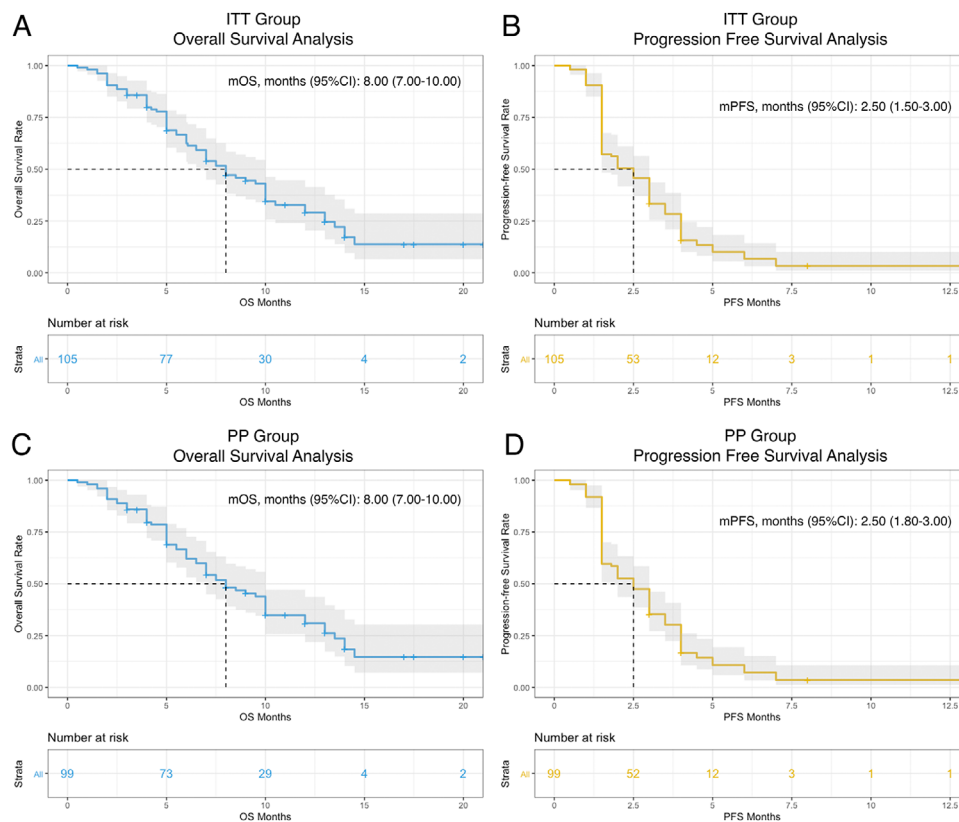 A
ITT Group
Overall Survival Analysis
mOS, months (95%CI): 8.00 (7.00-10.00)
Overall Survival Rate
1.00
0.75
0.50
0.25
0.00
0 5 10 15 20
OS Months
Number at risk
Strata
All 105 77 30 4 2
0 5 10 15 20
OS Months
B
ITT Group
Progression Free Survival Analysis
mPFS, months (95%CI): 2.50 (1.50-3.00)
Progression-free Survival Rate
1.00
0.75
0.50
0.25
0.00
0 2.5 5 7.5 10 12.5
PFS Months
Number at risk
Strata
All 105 53 12 3 1 1
0 2.5 5 7.5 10 12.5
PFS Months
C
PP Group
Overall Survival Analysis
mOS, months (95%CI): 8.00 (7.00-10.00)
Overall Survival Rate
1.00
0.75
0.50
0.25
0.00
0 5 10 15 20
OS Months
Number at risk
Strata
All 99 73 29 4 2
0 5 10 15 20
OS Months
D
PP Group
Progression Free Survival Analysis
mPFS, months (95%CI): 2.50 (1.80-3.00)
Progression-free Survival Rate
1.00
0.75
0.50
0.25
0.00
0 2.5 5 7.5 10 12.5
PFS Months
Number at risk
Strata
All 99 52 12 3 1 1
0 2.5 5 7.5 10 12.5
PFS Months